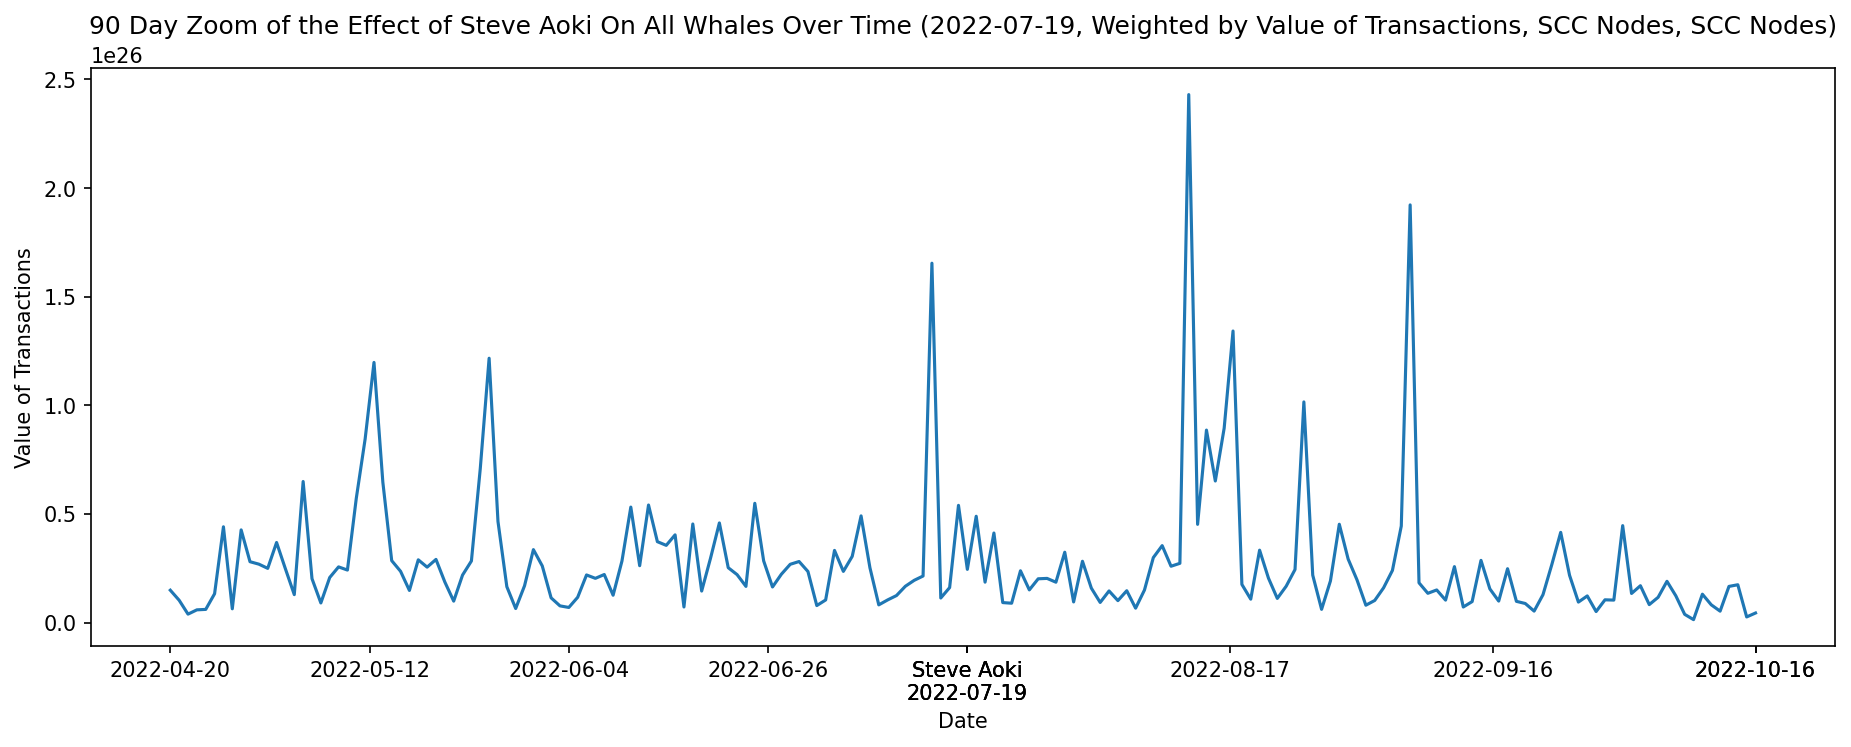 90 Day Zoom of the Effect of Steve Aoki On All Whales Over Time (2022-07-19, Weighted by Value of Transactions, SCC Nodes, SCC Nodes)
1e26
2.5
2.0
1.5
1.0
0.5
0.0
Value of Transactions
2022-04-20
2022-05-12
2022-06-04
2022-06-26
Steve Aoki
2022-07-19
2022-08-17
2022-09-16
2022-10-16
Date